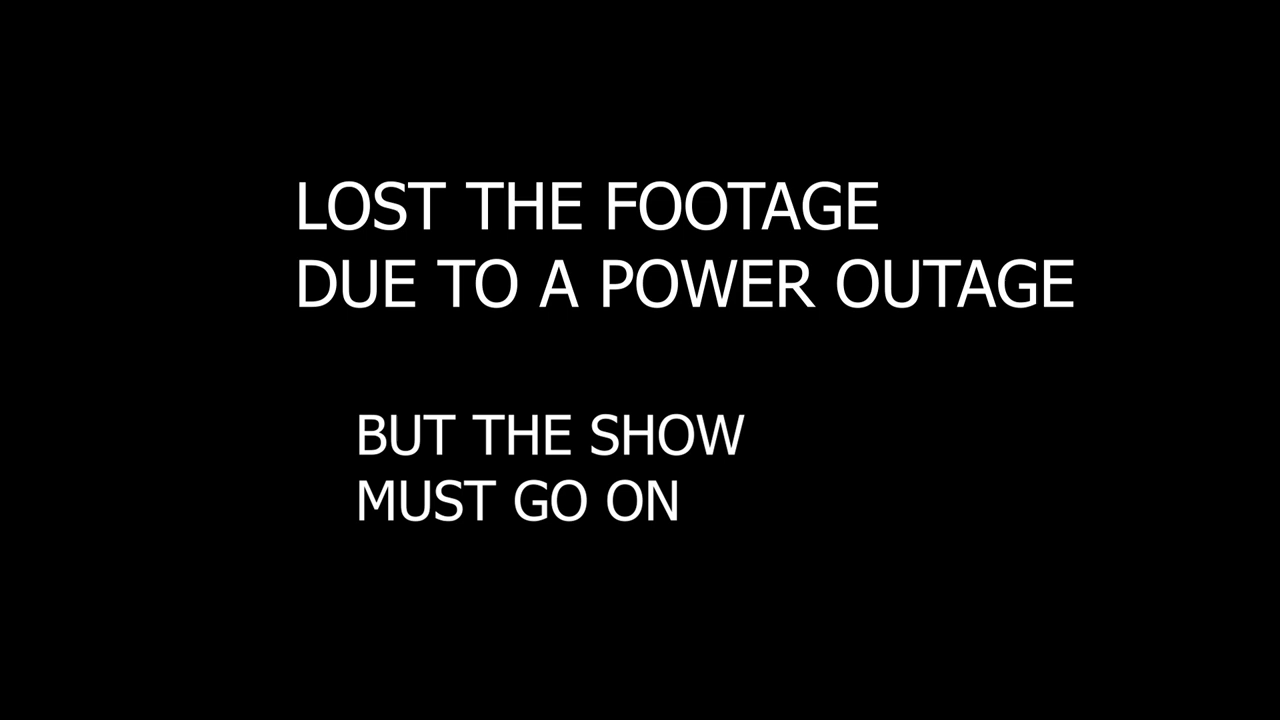 LOST THE FOOTAGE
DUE TO A POWER OUTAGE
BUT THE SHOW
MUST GO ON